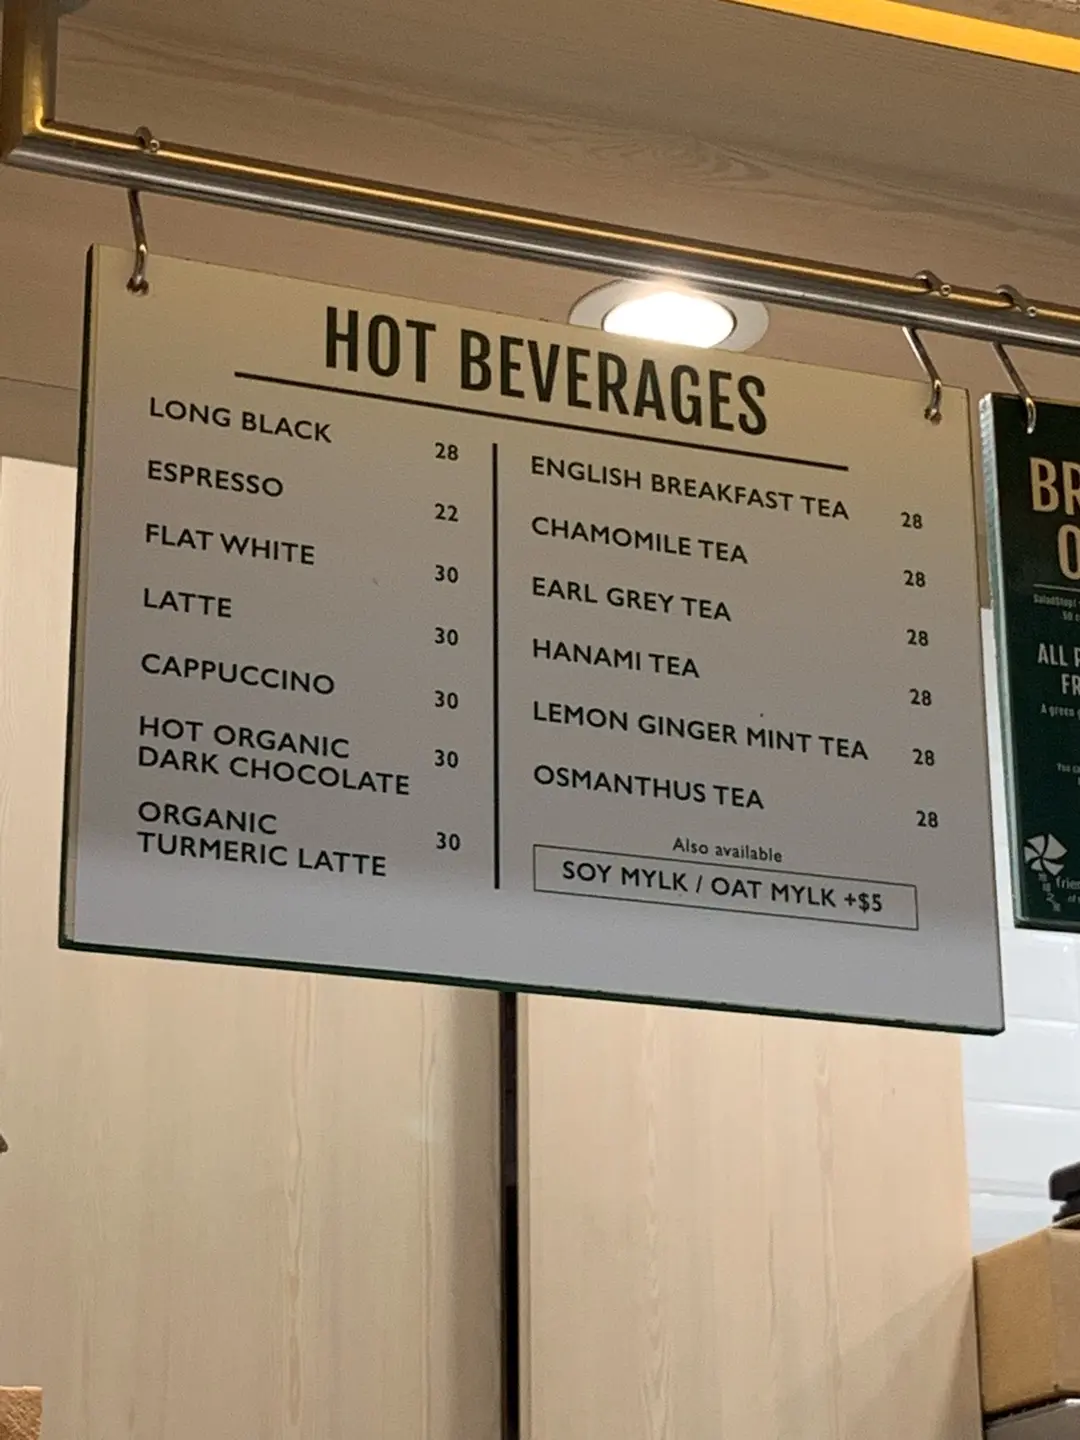 HOT BEVERAGES
LONG BLACK 28
ESPRESSO 22
FLAT WHITE 30
LATTE 30
CAPPUCCINO 30
HOT ORGANIC
DARK CHOCOLATE 30
ORGANIC
TURMERIC LATTE 30
ENGLISH BREAKFAST TEA 28
CHAMOMILE TEA 28
EARL GREY TEA 28
HANAMI TEA 28
LEMON GINGER MINT TEA 28
OSMANTHUS TEA 28
Also available
SOY MYLK / OAT MYLK +$5
SaladStop!
ALL
A green